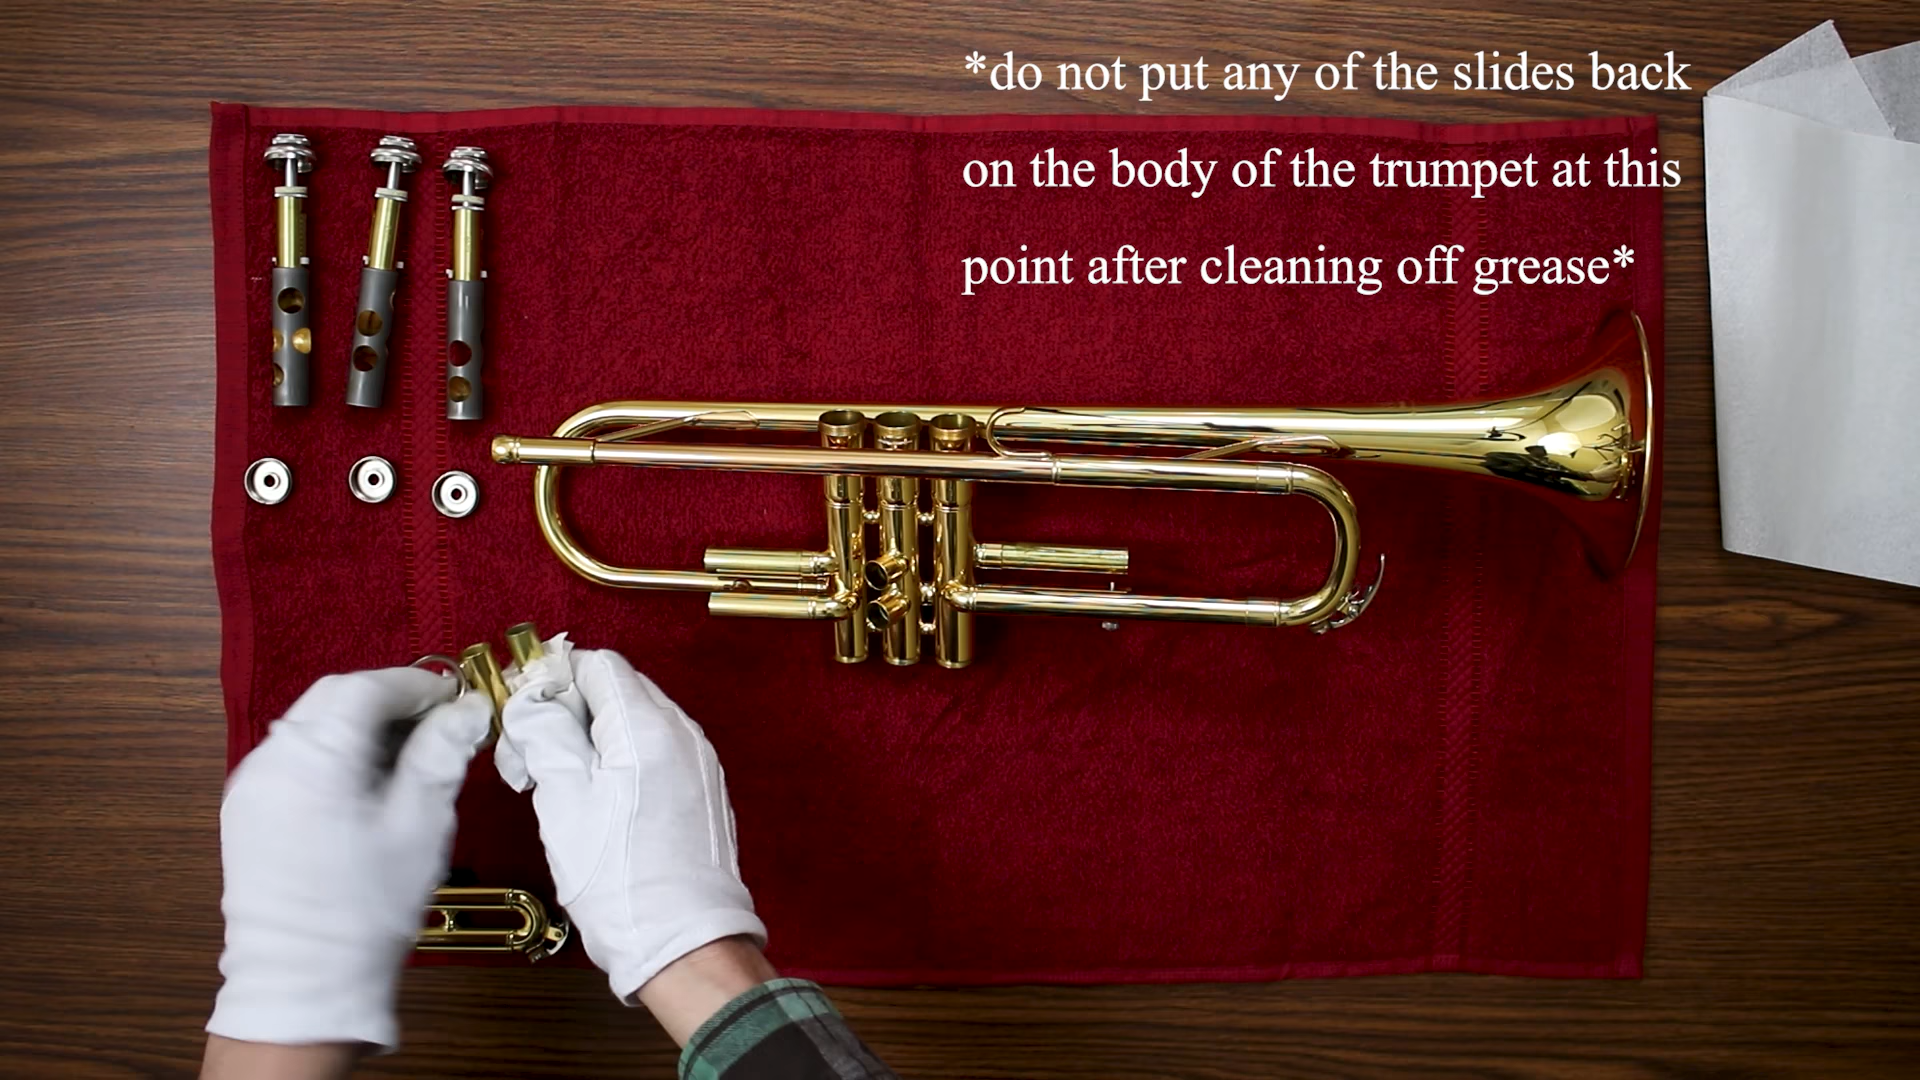 *do not put any of the slides back
on the body of the trumpet at this
point after cleaning off grease*